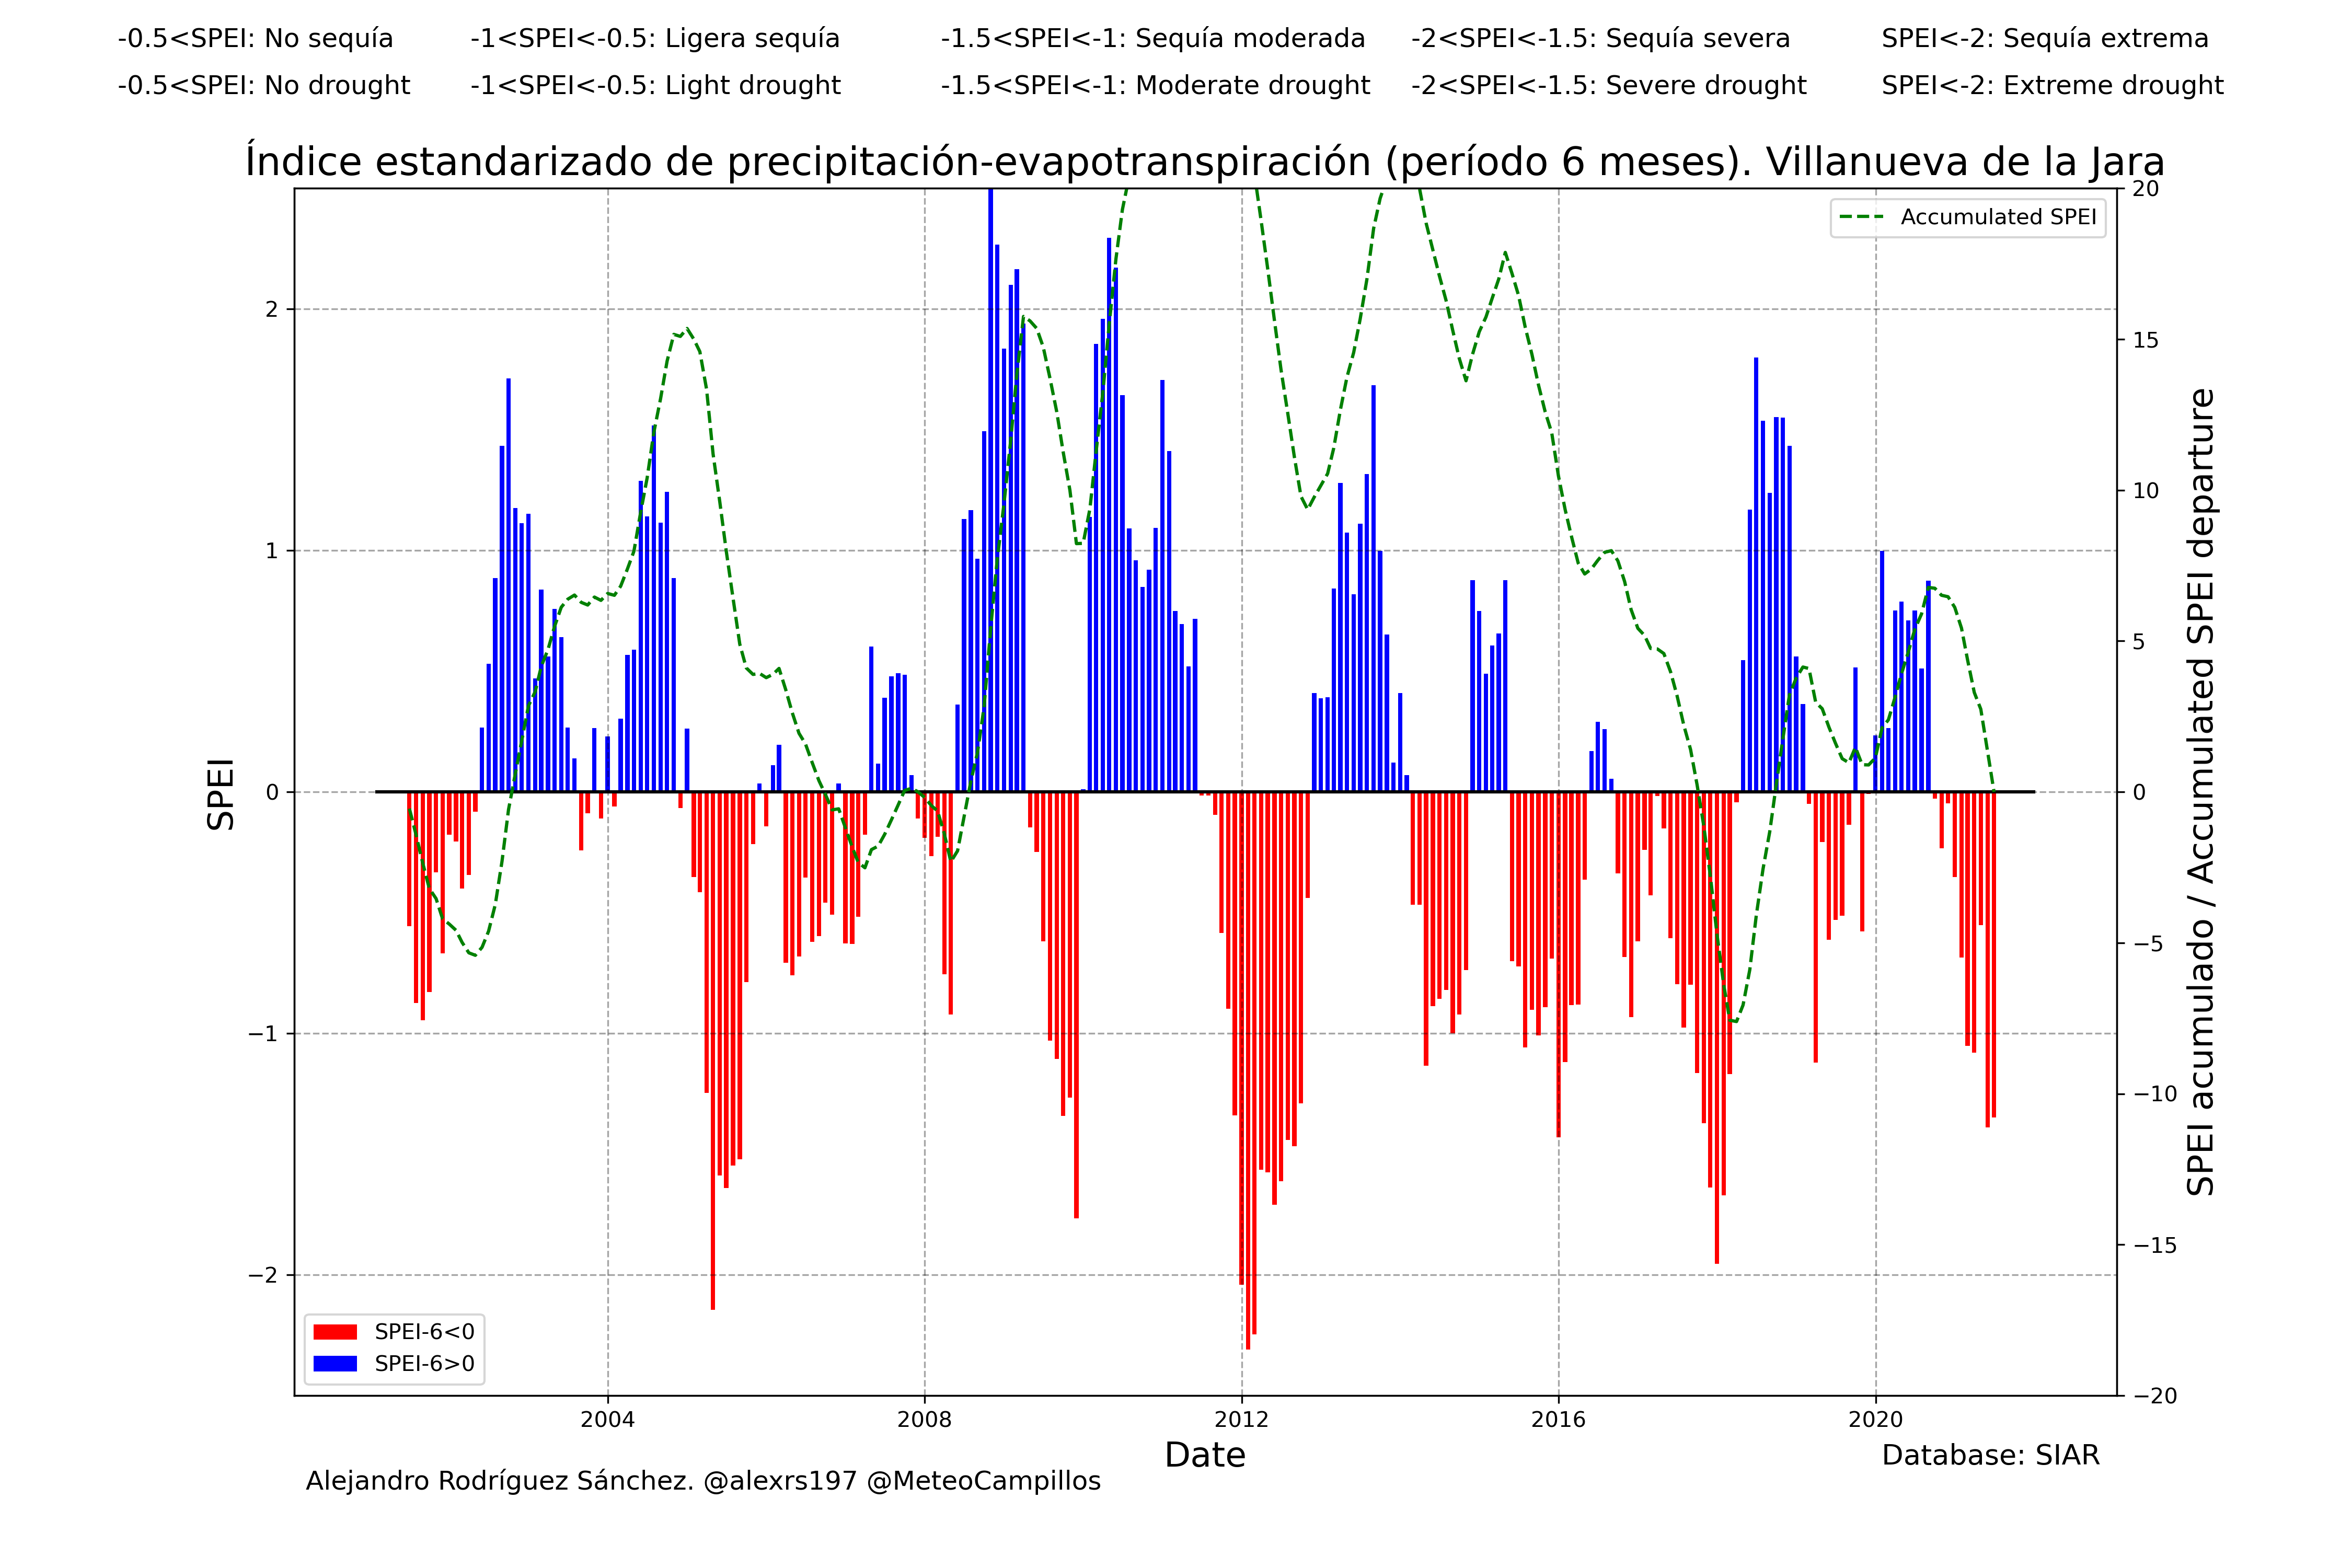 -0.5<SPEI: No sequía -1<SPEI<-0.5: Ligera sequía -1.5<SPEI<-1: Sequía moderada -2<SPEI<-1.5: Sequía severa SPEI<-2: Sequía extrema
-0.5<SPEI: No drought -1<SPEI<-0.5: Light drought -1.5<SPEI<-1: Moderate drought -2<SPEI<-1.5: Severe drought SPEI<-2: Extreme drought
Índice estandarizado de precipitación-evapotranspiración (período 6 meses). Villanueva de la Jara
Accumulated SPEI
SPEI
2
1
0
−1
−2
20
15
10
5
0
−5
−10
−15
−20
SPEI acumulado / Accumulated SPEI departure
SPEI-6<0
SPEI-6>0
2004 2008 2012 2016 2020
Date
Database: SIAR
Alejandro Rodríguez Sánchez. @alexrs197 @MeteoCampillos